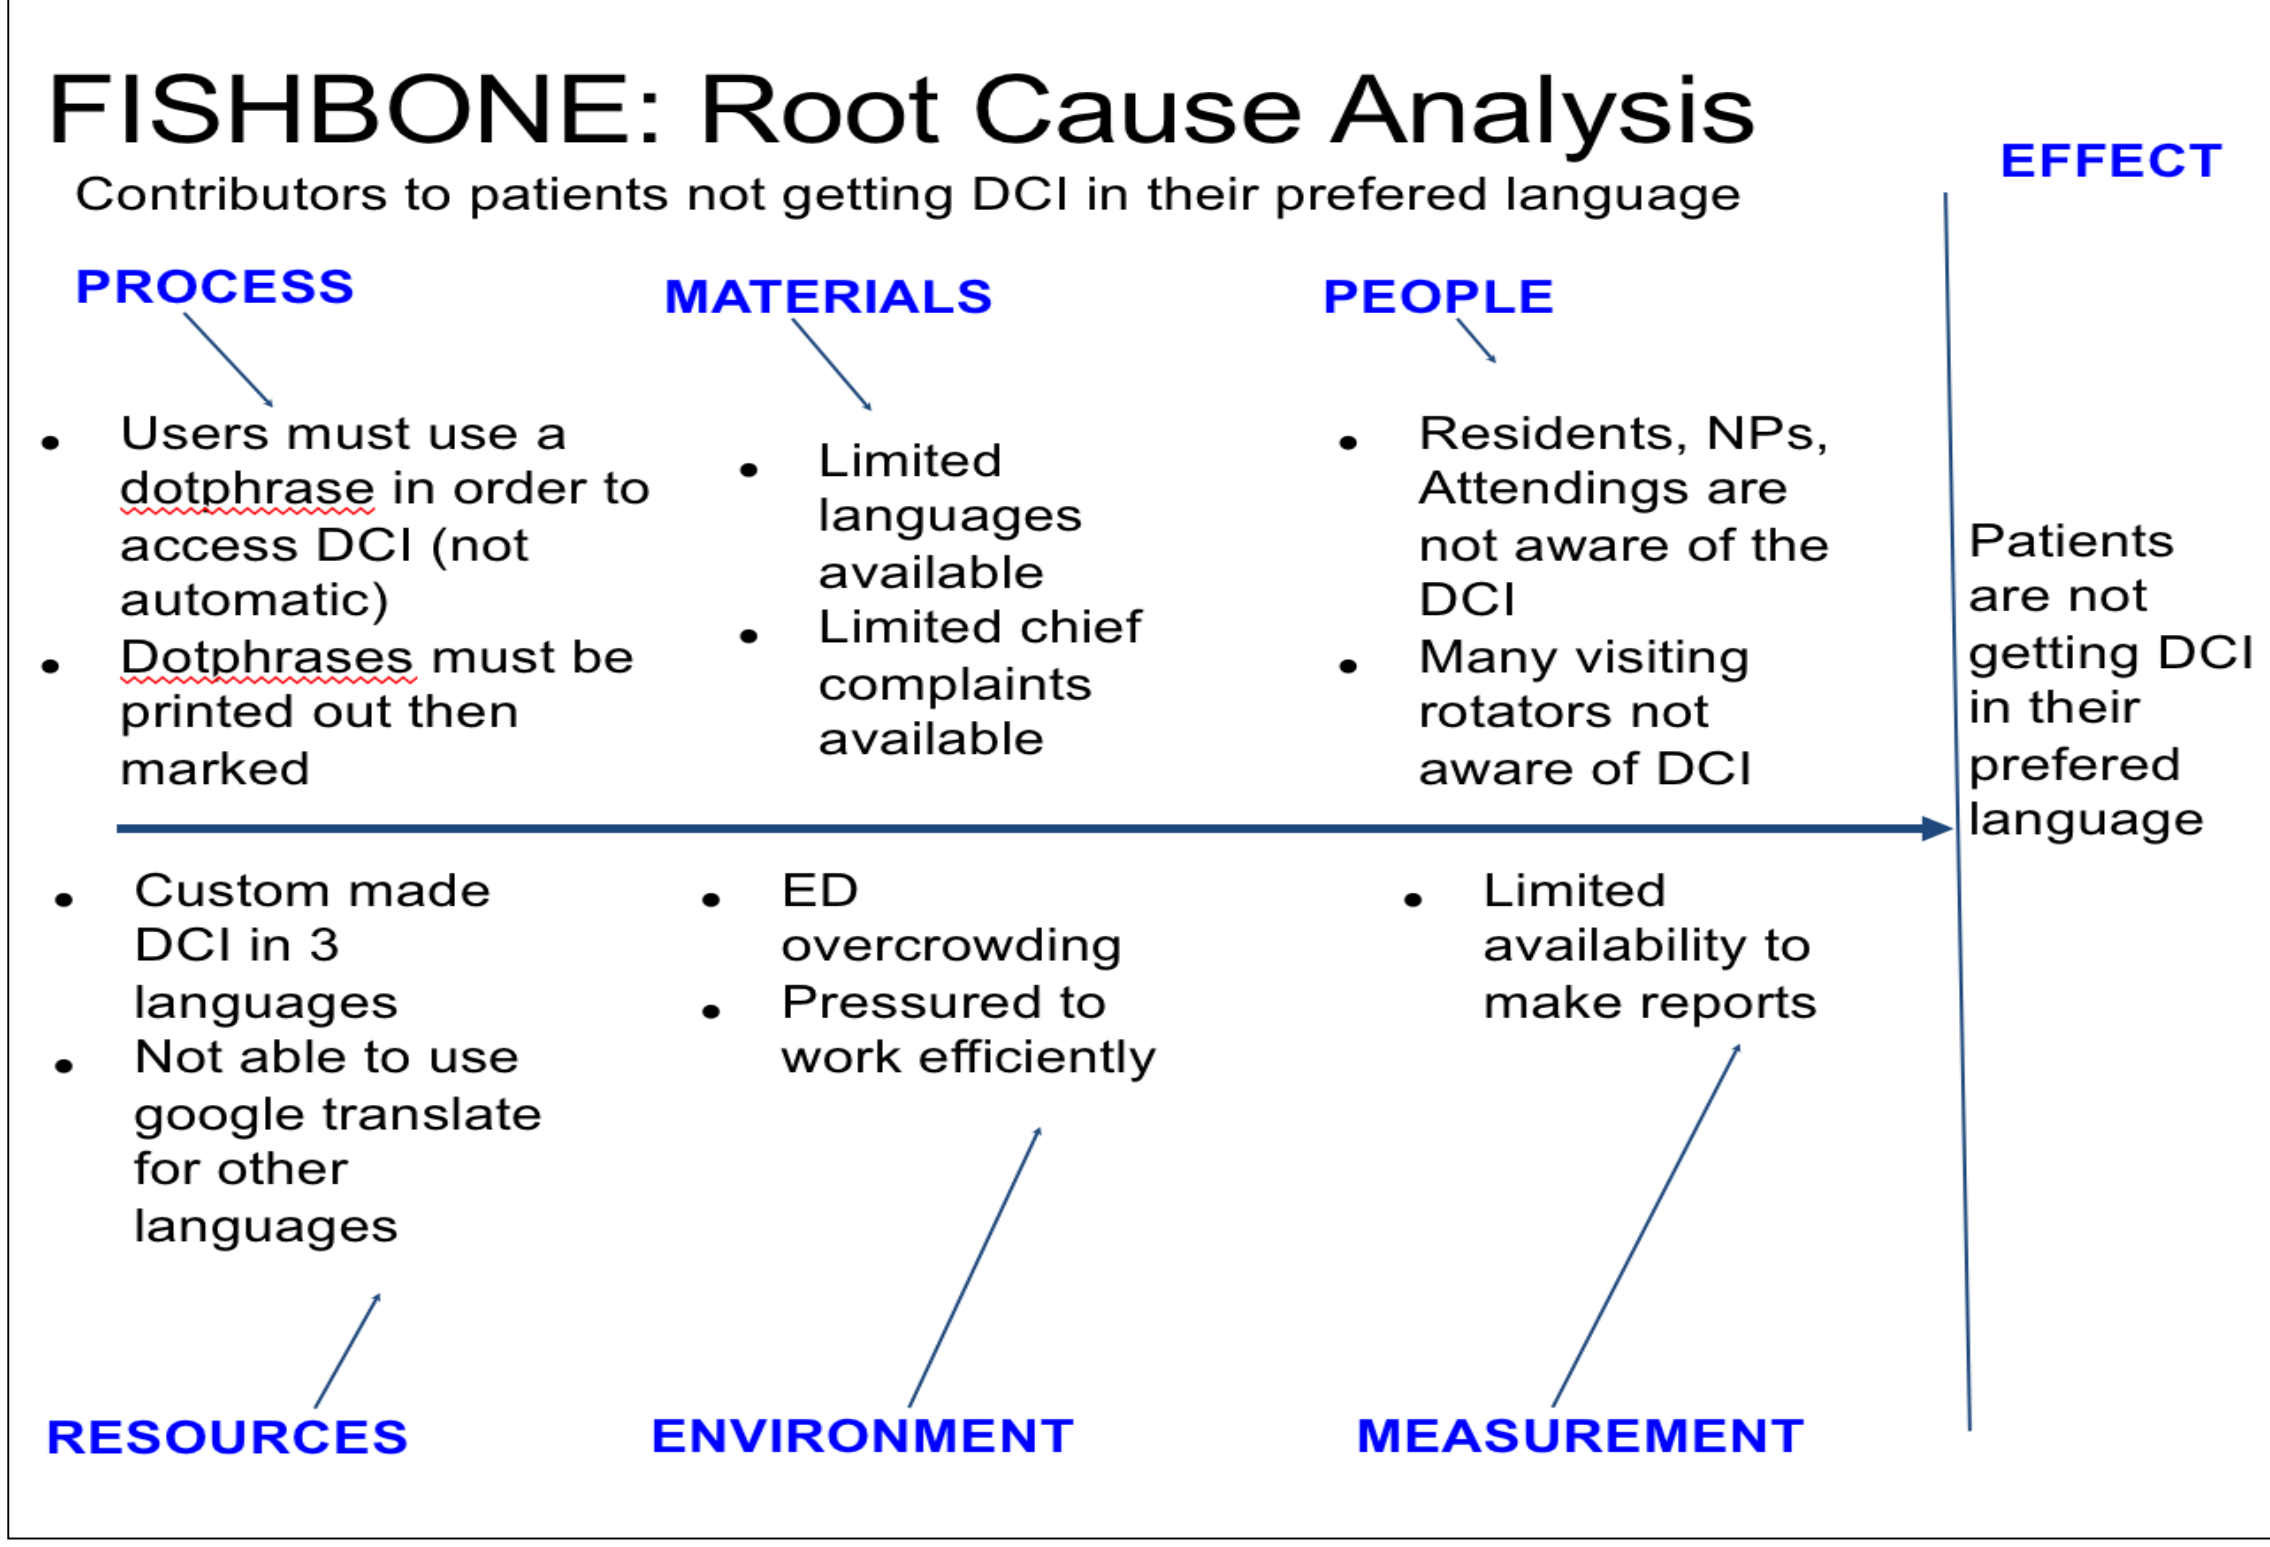 FISHBONE: Root Cause Analysis
Contributors to patients not getting DCI in their prefered language
EFFECT
PROCESS
• Users must use a
dotphrase in order to
access DCI (not
automatic)
• Dotphrases must be
printed out then
marked
MATERIALS
• Limited
languages
available
• Limited chief
complaints
available
PEOPLE
• Residents, NPs,
Attendings are
not aware of the
DCI
• Many visiting
rotators not
aware of DCI
Patients
are not
getting DCI
in their
prefered
language
• Custom made
DCI in 3
languages
• Not able to use
google translate
for other
languages
RESOURCES
• ED
overcrowding
• Pressured to
work efficiently
ENVIRONMENT
• Limited
availability to
make reports
MEASUREMENT